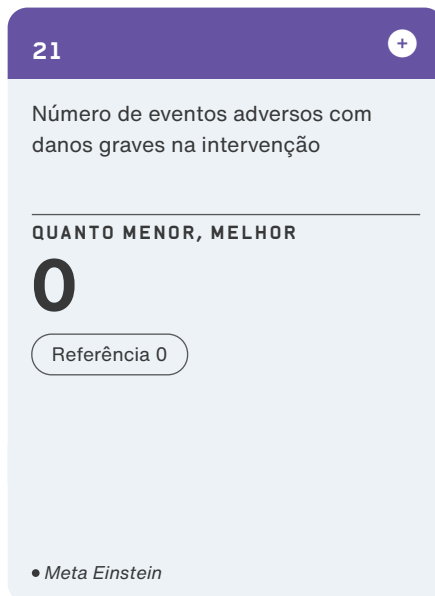 21
+
Número de eventos adversos com
danos graves na intervenção
QUANTO MENOR, MELHOR
0
Referência 0
• Meta Einstein